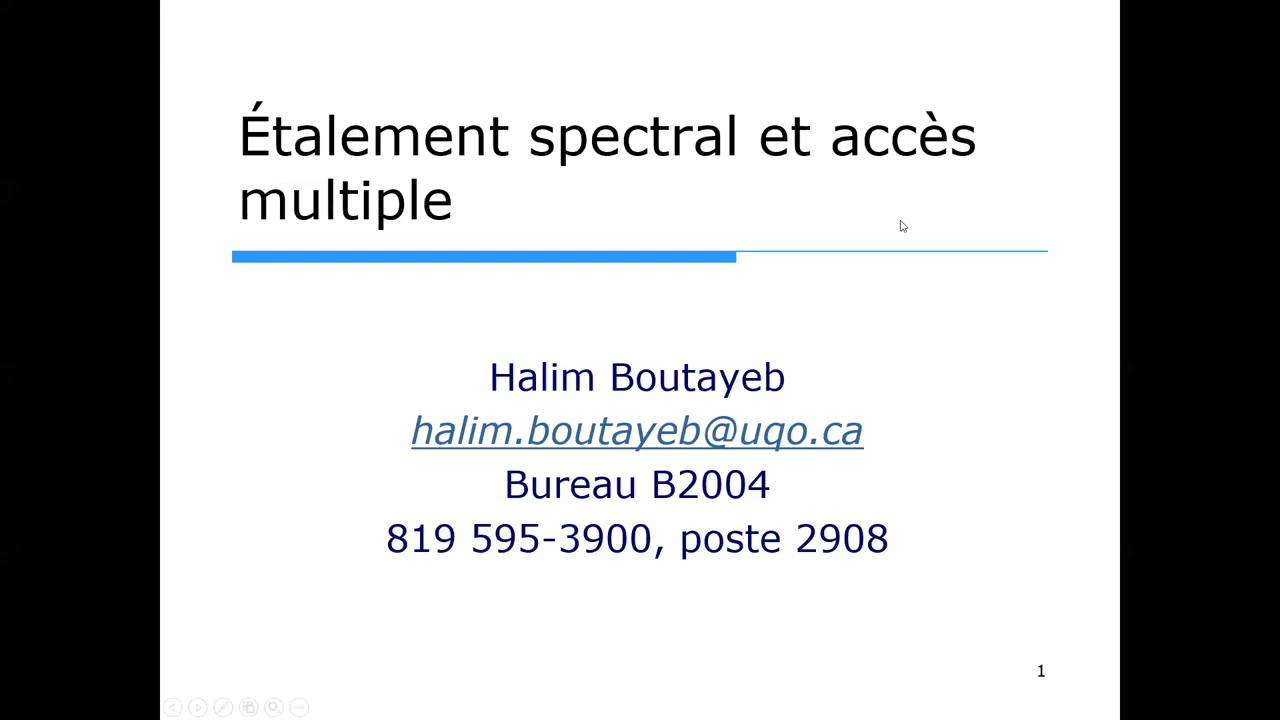 Étalement spectral et accès
multiple
Halim Boutayeb
halim.boutayeb@uqo.ca
Bureau B2004
819 595-3900, poste 2908
1